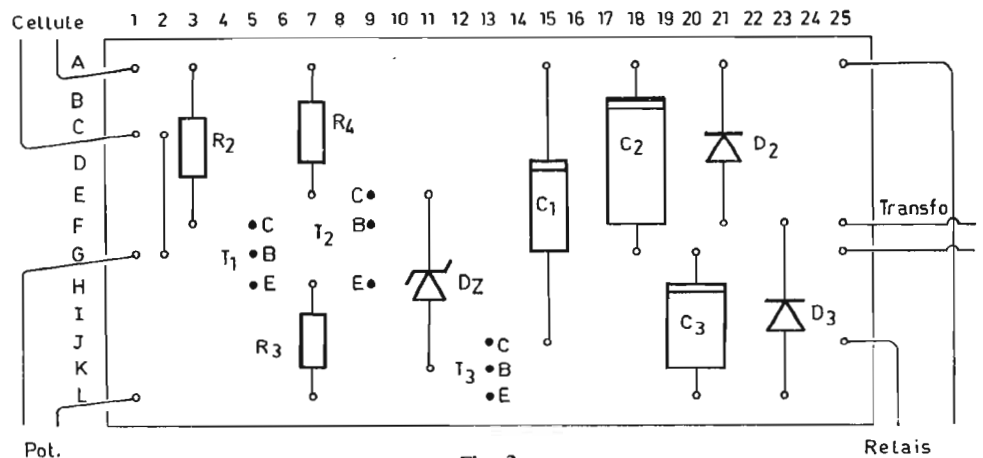 Cellule 1 2 3 4 5 6 7 8 9 10 11 12 13 14 15 16 17 18 19 20 21 22 23 24 25
A
B
C
D
E
F
G
H
I
J
K
L
R2
R4
C1
C2
D2
C
B
E
T1
T2
C
B
E
DZ
R3
T3
C
B
E
C3
D3
Transfo
Pot.
Relais